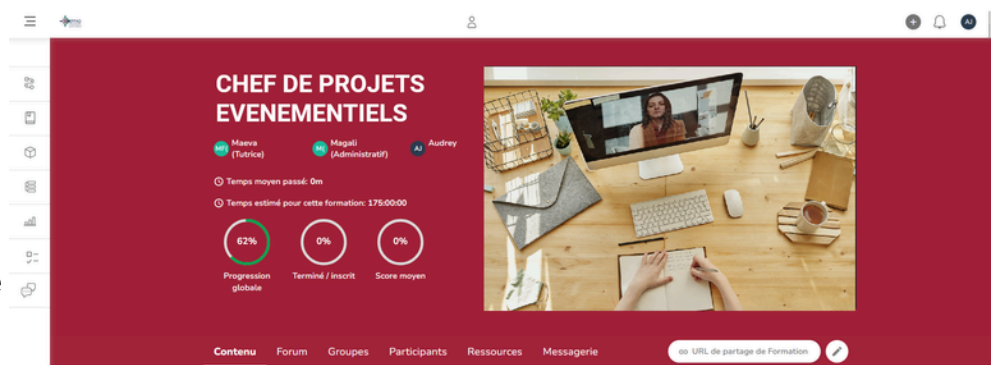 AJ
CHEF DE PROJETS
EVENEMENTIELS
MF(
Maeva
(Tutrice)
M(
Magali
(Administratif)
AJ
Audrey
Temps moyen passé: 0m
Temps estimé pour cette formation: 175:00:00
62%
0%
0%
Progression
globale
Terminé / inscrit
Score moyen
Contenu
Forum
Groupes
Participants
Ressources
Messagerie
URL de partage de Formation